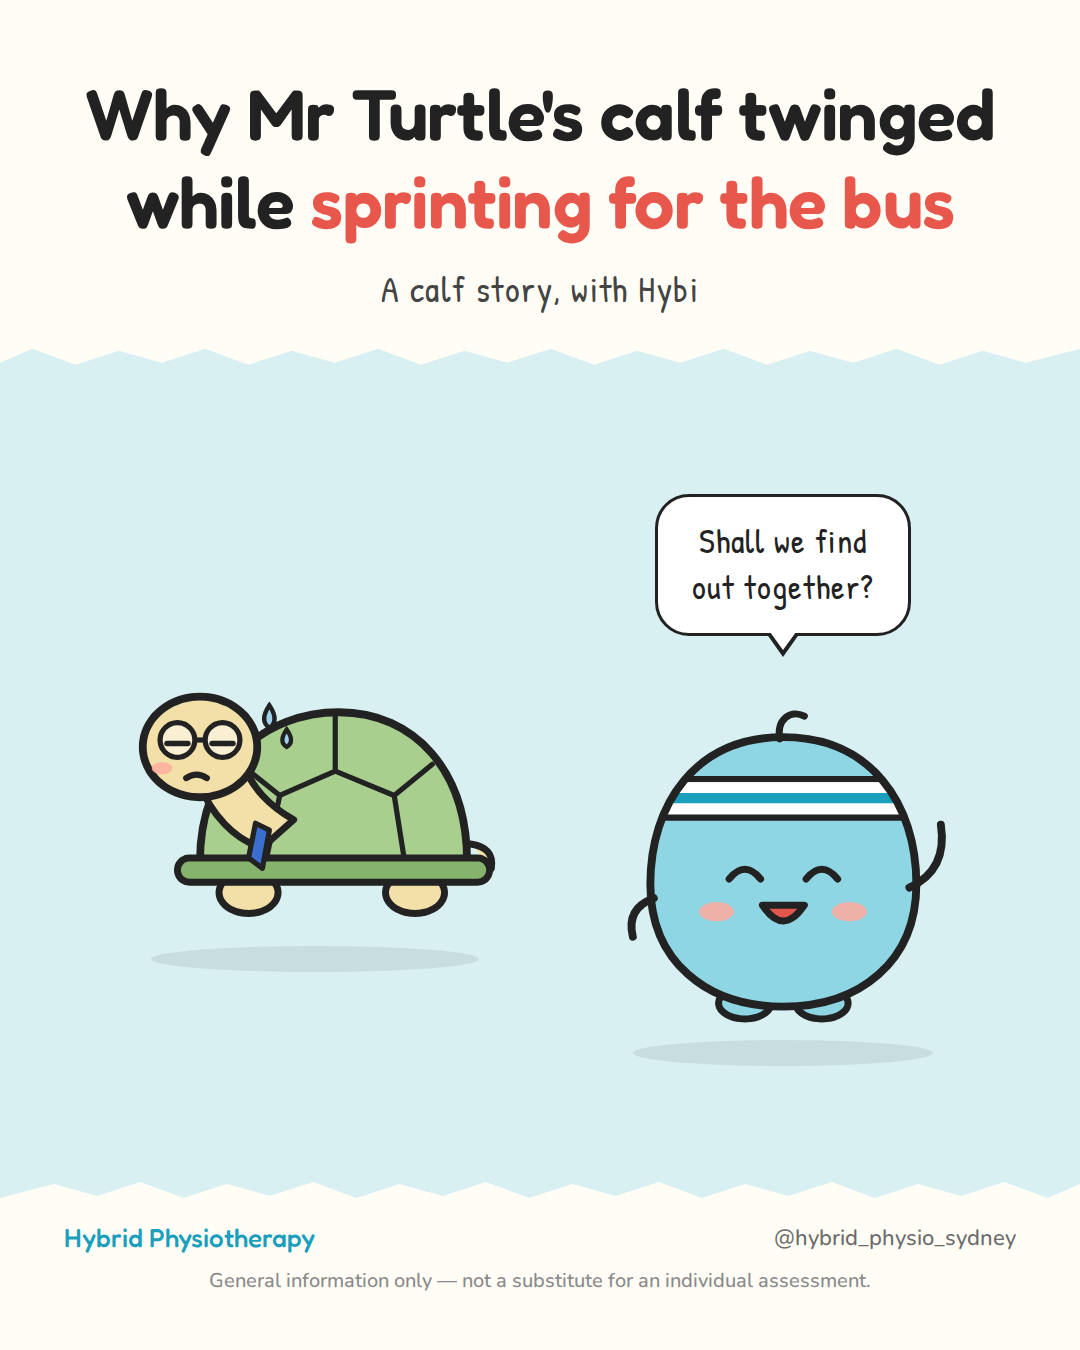 Why Mr Turtle's calf twinged
while sprinting for the bus
A calf story, with Hybi
Shall we find
out together?
Hybrid Physiotherapy
@hybrid_physio_sydney
General information only — not a substitute for an individual assessment.